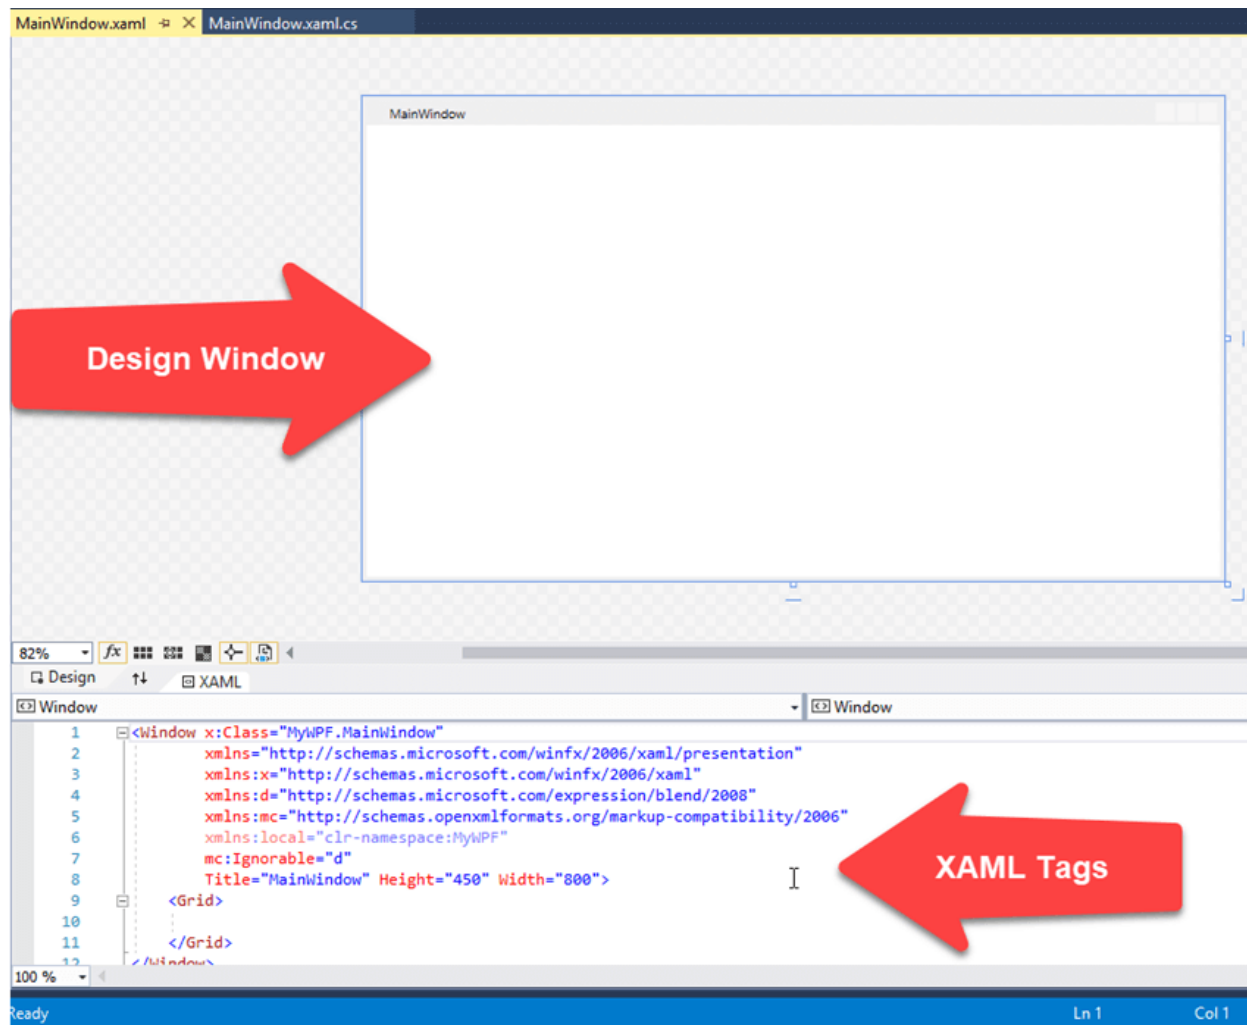 MainWindow.xaml MainWindow.xaml.cs
MainWindow
Design Window
82% fx
Design XAML
Window Window
1 <Window x:Class="MyWPF.MainWindow"
2 xmlns="http://schemas.microsoft.com/winfx/2006/xaml/presentation"
3 xmlns:x="http://schemas.microsoft.com/winfx/2006/xaml"
4 xmlns:d="http://schemas.microsoft.com/expression/blend/2008"
5 xmlns:mc="http://schemas.openxmlformats.org/markup-compatibility/2006"
6 xmlns:local="clr-namespace:MyWPF"
7 mc:Ignorable="d"
8 Title="MainWindow" Height="450" Width="800">
9 <Grid>
10
11 </Grid>
12 </Window>
XAML Tags
100 %
Ready Ln 1 Col 1